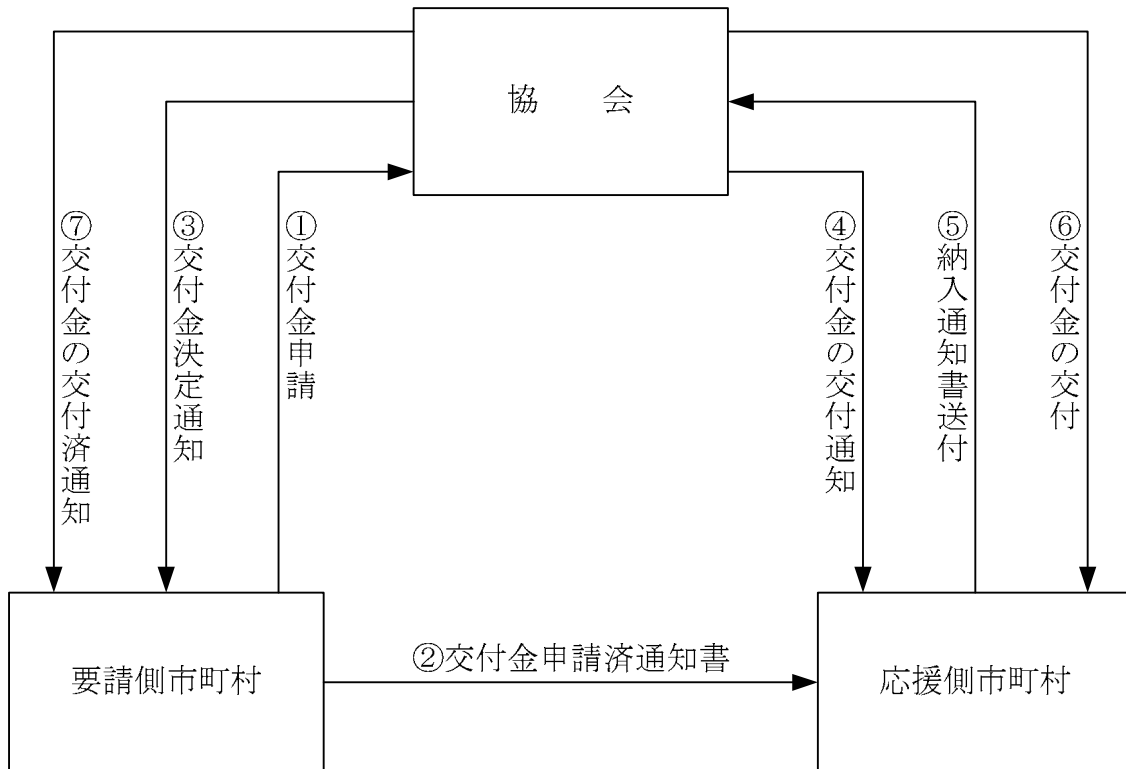 協　　会
⑦交付金の交付済通知
③交付金決定通知
①交付金申請
④交付金の交付通知
⑤納入通知書送付
⑥交付金の交付
②交付金申請済通知書
要請側市町村
応援側市町村